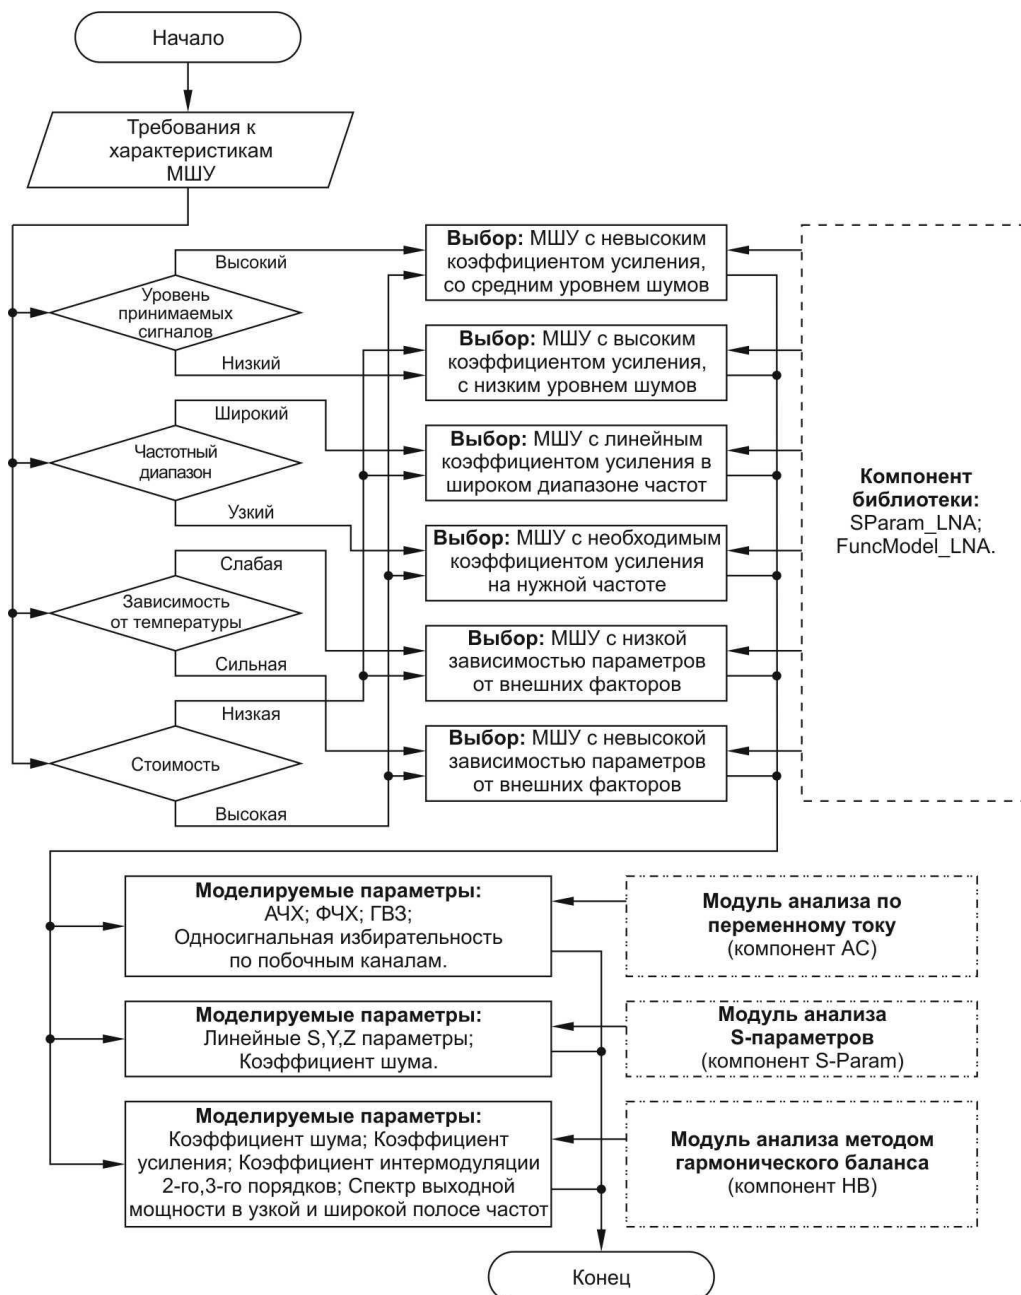 Начало
Требования к
характеристикам
МШУ
Высокий
Уровень
принимаемых
сигналов
Низкий
Широкий
Частотный
диапазон
Узкий
Слабая
Зависимость
от температуры
Сильная
Низкая
Стоимость
Высокая
Выбор: МШУ с невысоким
коэффициентом усиления,
со средним уровнем шумов
Выбор: МШУ с высоким
коэффициентом усиления,
с низким уровнем шумов
Выбор: МШУ с линейным
коэффициентом усиления в
широком диапазоне частот
Выбор: МШУ с необходимым
коэффициентом усиления
на нужной частоте
Выбор: МШУ с низкой
зависимостью параметров
от внешних факторов
Выбор: МШУ с невысокой
зависимостью параметров
от внешних факторов
Компонент
библиотеки:
SParam_LNA;
FuncModel_LNA.
Моделируемые параметры:
АЧХ; ФЧХ; ГВЗ;
Односигнальная избирательность
по побочным каналам.
Модуль анализа по
переменному току
(компонент AC)
Моделируемые параметры:
Линейные S,Y,Z параметры;
Коэффициент шума.
Модуль анализа
S-параметров
(компонент S-Param)
Моделируемые параметры:
Коэффициент шума; Коэффициент
усиления; Коэффициент интермодуляции
2-го,3-го порядков; Спектр выходной
мощности в узкой и широкой полосе частот
Модуль анализа методом
гармонического баланса
(компонент HB)
Конец